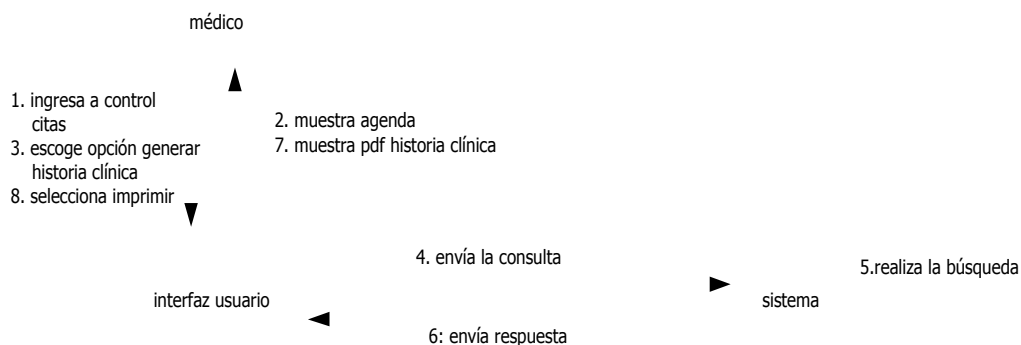 médico
1. ingresa a control
citas
3. escoge opción generar
historia clínica
8. selecciona imprimir
2. muestra agenda
7. muestra pdf historia clínica
4. envía la consulta
5.realiza la búsqueda
interfaz usuario
sistema
6: envía respuesta